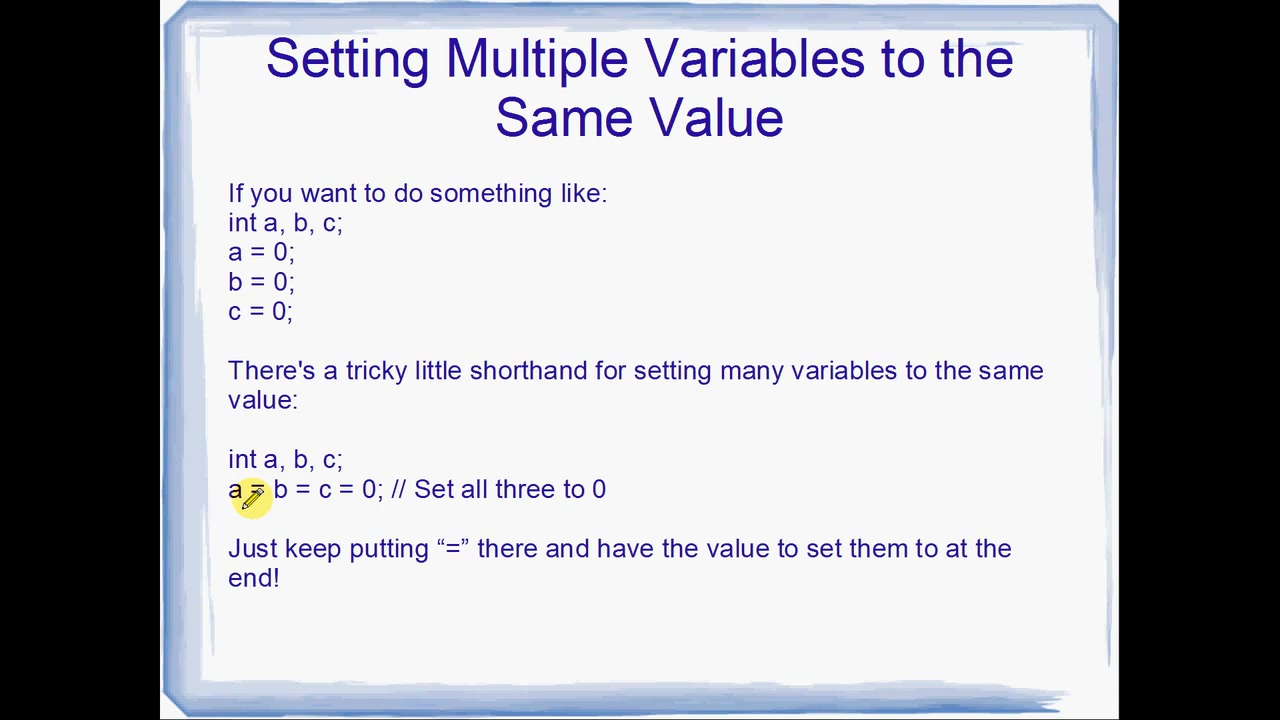 Setting Multiple Variables to the
Same Value
If you want to do something like:
int a, b, c;
a = 0;
b = 0;
c = 0;
There's a tricky little shorthand for setting many variables to the same
value:
int a, b, c;
a = b = c = 0; // Set all three to 0
Just keep putting “=” there and have the value to set them to at the
end!